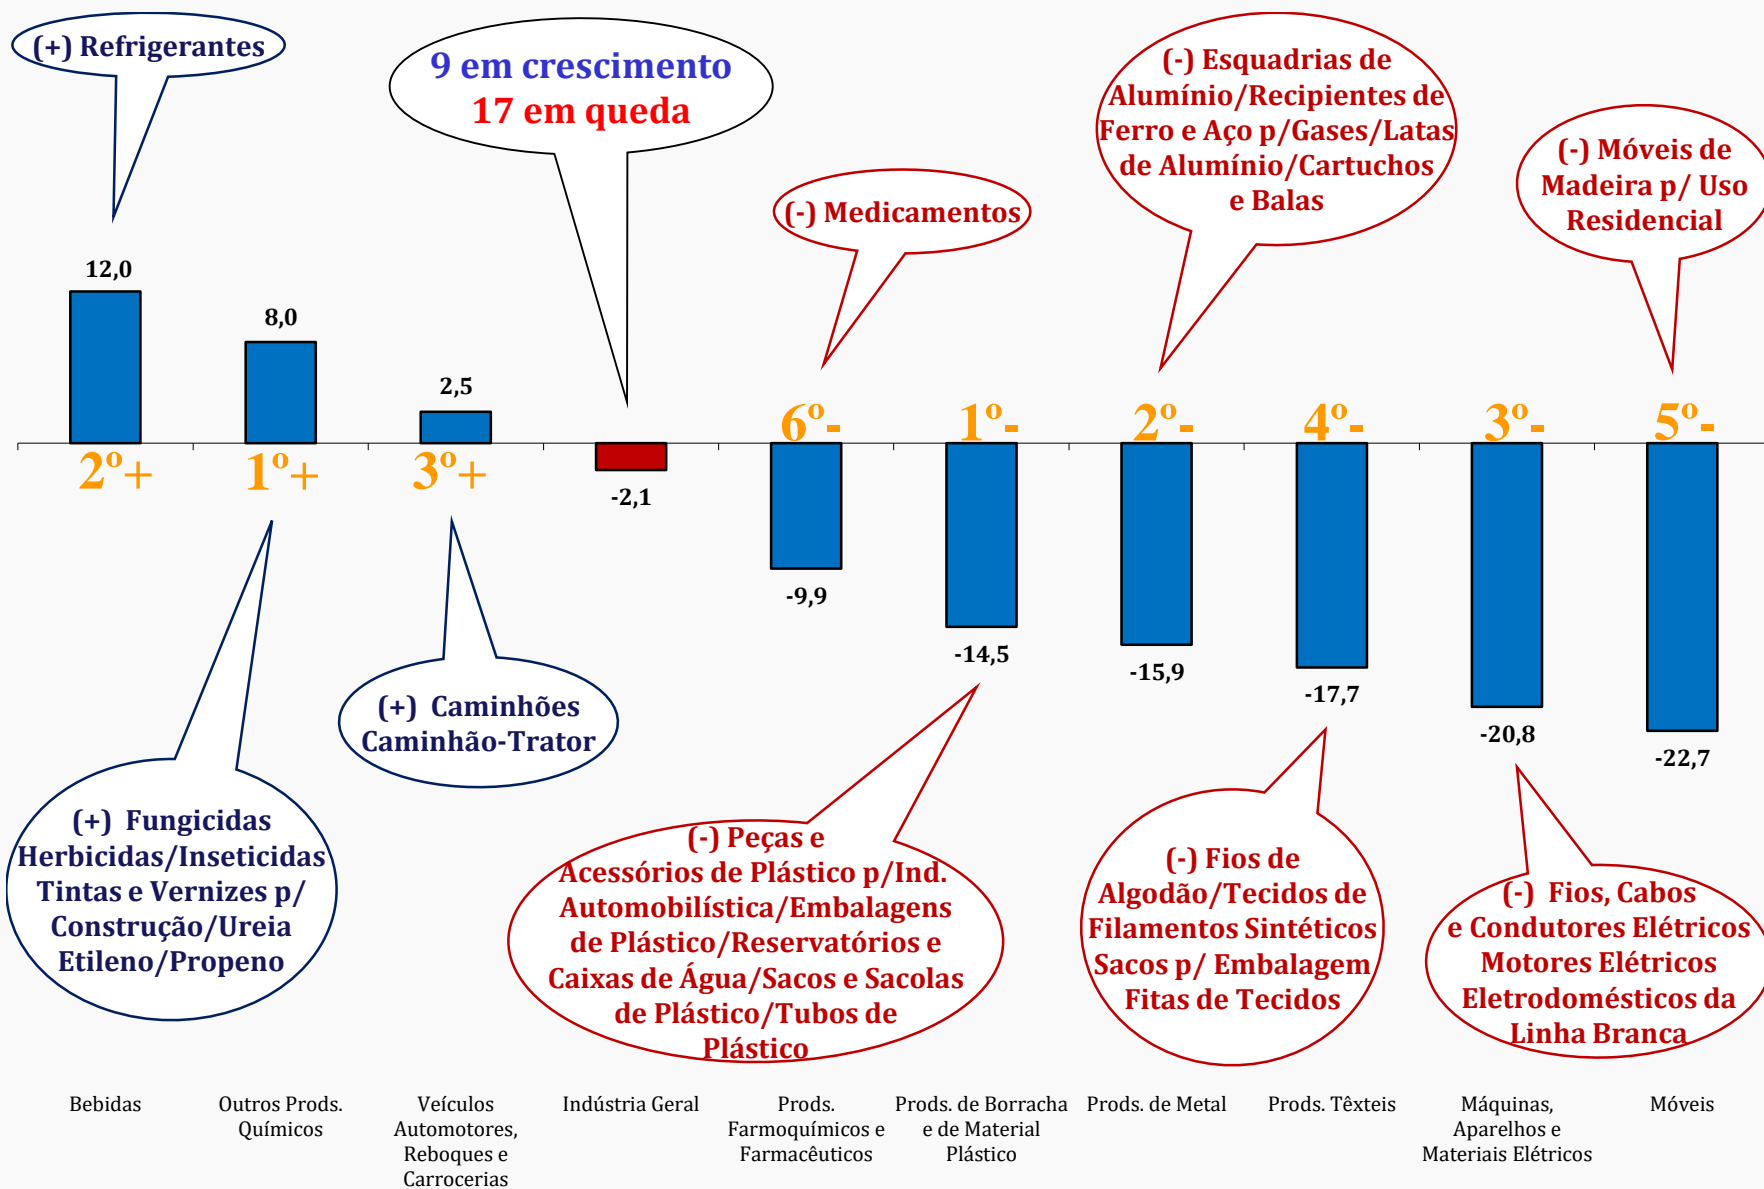 (+) Refrigerantes
9 em crescimento
17 em queda
(-) Medicamentos
(-) Esquadrias de
Alumínio/Recipientes de
Ferro e Aço p/Gases/Latas
de Alumínio/Cartuchos
e Balas
(-) Móveis de
Madeira p/ Uso
Residencial
12,0
8,0
2,5
-2,1
-9,9
-14,5
-15,9
-17,7
-20,8
-22,7
2º+
1º+
3º+
6º-
1º-
2º-
4º-
3º-
5º-
(+) Fungicidas
Herbicidas/Inseticidas
Tintas e Vernizes p/
Construção/Ureia
Etileno/Propeno
(+) Caminhões
Caminhão-Trator
(-) Peças e
Acessórios de Plástico p/Ind.
Automobilística/Embalagens
de Plástico/Reservatórios e
Caixas de Água/Sacos e Sacolas
de Plástico/Tubos de
Plástico
(-) Fios de
Algodão/Tecidos de
Filamentos Sintéticos
Sacos p/ Embalagem
Fitas de Tecidos
(-) Fios, Cabos
e Condutores Elétricos
Motores Elétricos
Eletrodomésticos da
Linha Branca
Bebidas
Outros Prods.
Químicos
Veículos
Automotores,
Reboques e
Carrocerias
Indústria Geral
Prods.
Farmoquímicos e
Farmacêuticos
Prods. de Borracha
e de Material
Plástico
Prods. de Metal
Prods. Têxteis
Máquinas,
Aparelhos e
Materiais Elétricos
Móveis